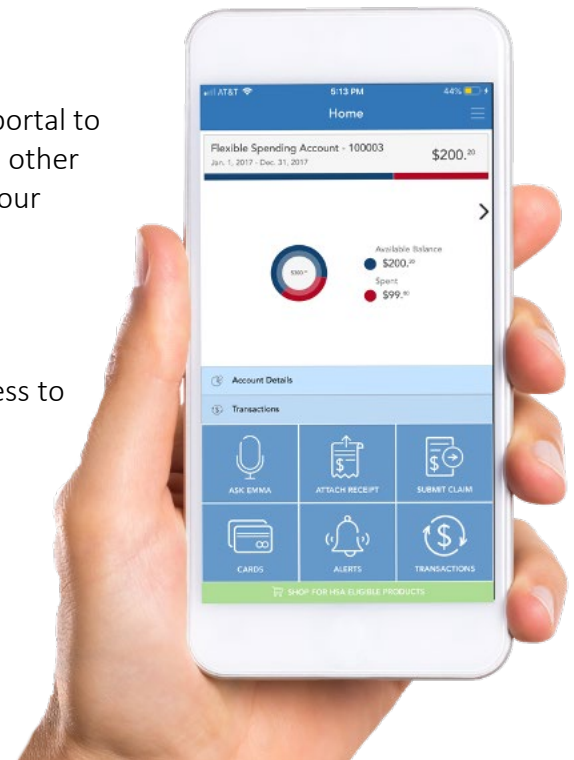 portal to
other
our
ess to
AT&T 5:13 PM 44%
Home
Flexible Spending Account - 100003
Jan. 1, 2017 - Dec. 31, 2017
$200.20
Available Balance
$200.20
Spent
$99.80
Account Details
Transactions
ASK EMMA ATTACH RECEIPT SUBMIT CLAIM
CARDS ALERTS TRANSACTIONS
SHOP FOR HSA ELIGIBLE PRODUCTS